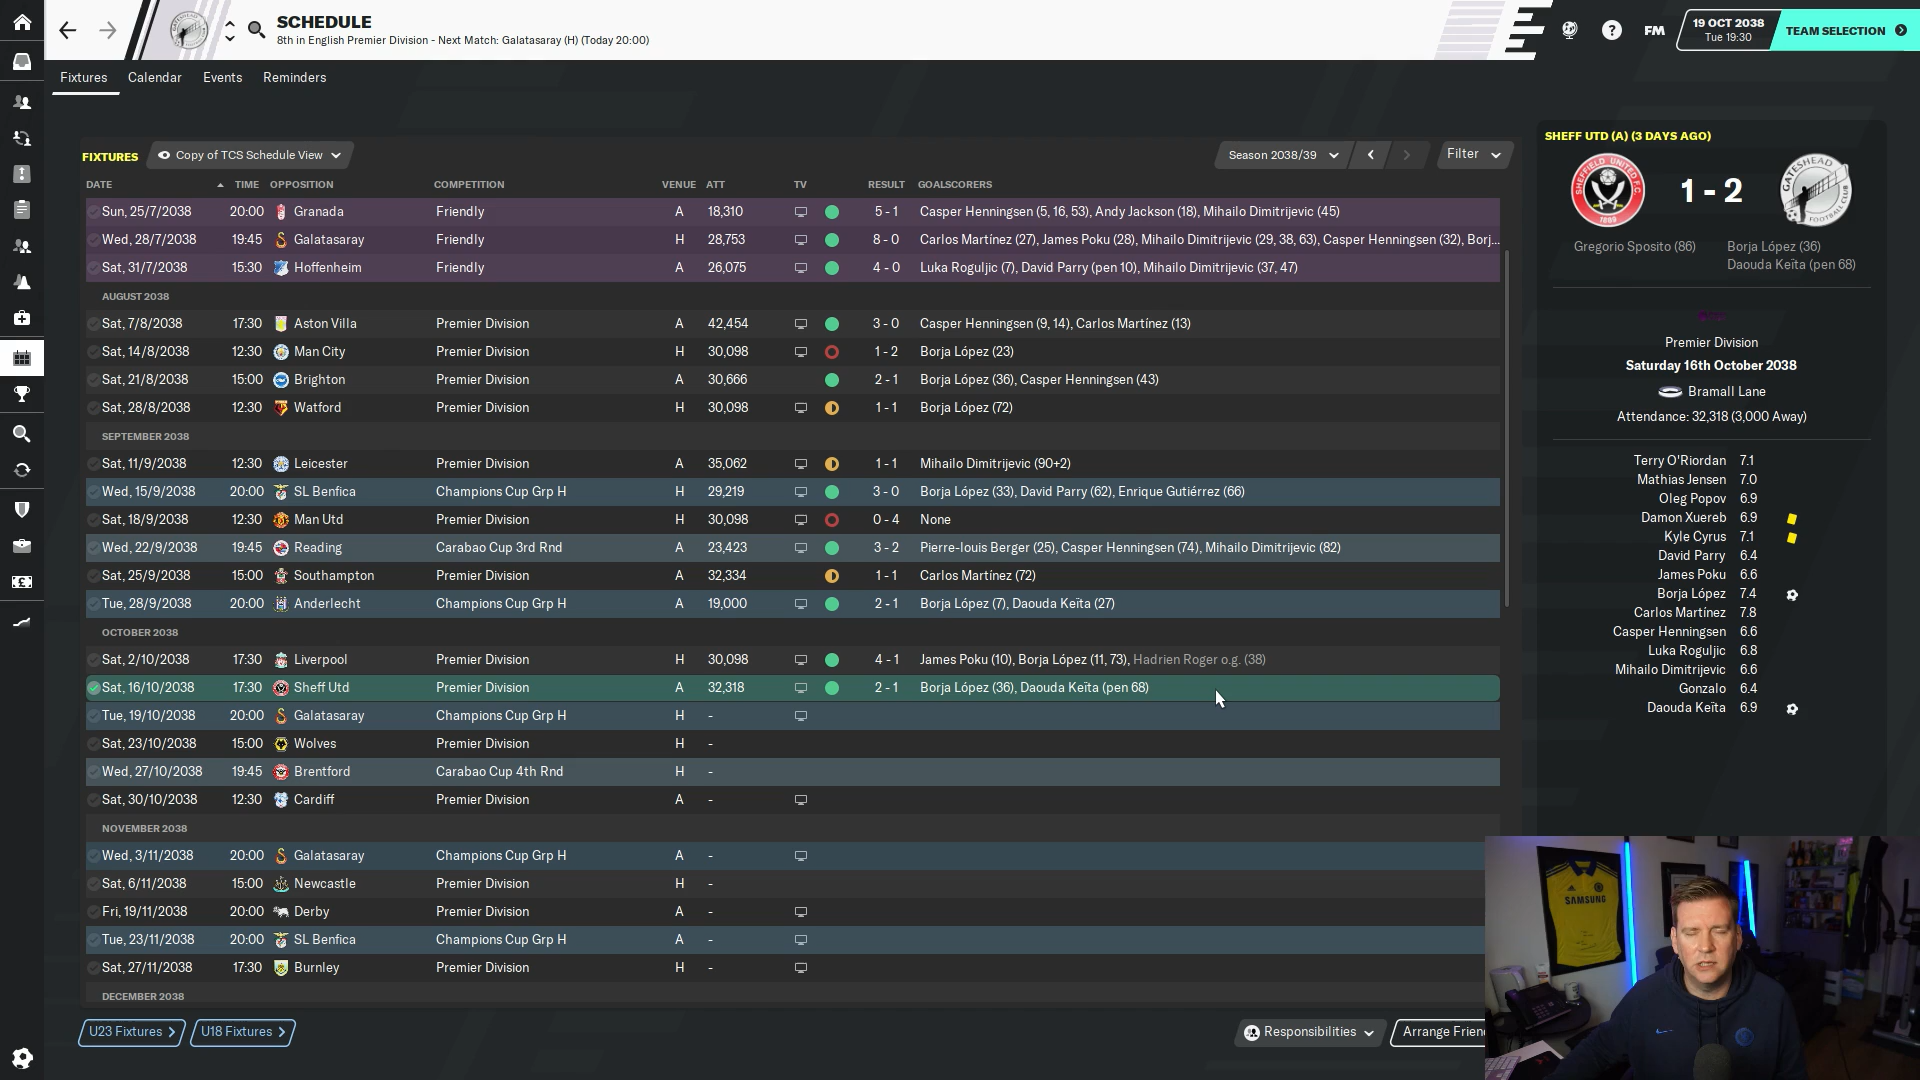 SCHEDULE
8th in English Premier Division - Next Match: Galatasaray (H) (Today 20:00)
FM
19 OCT 2038
Tue 19:30
TEAM SELECTION
Fixtures Calendar Events Reminders
FIXTURES Copy of TCS Schedule View Season 2038/39 Filter
DATE TIME OPPOSITION COMPETITION VENUE ATT TV RESULT GOALSCORERS
Sun, 25/7/2038 20:00 Granada Friendly A 18,310 5 - 1 Casper Henningsen (5, 16, 53), Andy Jackson (18), Mihailo Dimitrijevic (45)
Wed, 28/7/2038 19:45 Galatasaray Friendly H 28,753 8 - 0 Carlos Martínez (27), James Poku (28), Mihailo Dimitrijevic (29, 38, 63), Casper Henningsen (32), Borj...
Sat, 31/7/2038 15:30 Hoffenheim Friendly A 26,075 4 - 0 Luka Roguljic (7), David Parry (pen 10), Mihailo Dimitrijevic (37, 47)
AUGUST 2038
Sat, 7/8/2038 17:30 Aston Villa Premier Division A 42,454 3 - 0 Casper Henningsen (9, 14), Carlos Martínez (13)
Sat, 14/8/2038 12:30 Man City Premier Division H 30,098 1 - 2 Borja López (23)
Sat, 21/8/2038 15:00 Brighton Premier Division A 30,666 2 - 1 Borja López (36), Casper Henningsen (43)
Sat, 28/8/2038 12:30 Watford Premier Division H 30,098 1 - 1 Borja López (72)
SEPTEMBER 2038
Sat, 11/9/2038 12:30 Leicester Premier Division A 35,062 1 - 1 Mihailo Dimitrijevic (90+2)
Wed, 15/9/2038 20:00 SL Benfica Champions Cup Grp H H 29,219 3 - 0 Borja López (33), David Parry (62), Enrique Gutiérrez (66)
Sat, 18/9/2038 12:30 Man Utd Premier Division H 30,098 0 - 4 None
Wed, 22/9/2038 19:45 Reading Carabao Cup 3rd Rnd A 23,423 3 - 2 Pierre-louis Berger (25), Casper Henningsen (74), Mihailo Dimitrijevic (82)
Sat, 25/9/2038 15:00 Southampton Premier Division A 32,334 1 - 1 Carlos Martínez (72)
Tue, 28/9/2038 20:00 Anderlecht Champions Cup Grp H A 19,000 2 - 1 Borja López (7), Daouda Keïta (27)
OCTOBER 2038
Sat, 2/10/2038 17:30 Liverpool Premier Division H 30,098 4 - 1 James Poku (10), Borja López (11, 73), Hadrien Roger o.g. (38)
Sat, 16/10/2038 17:30 Sheff Utd Premier Division A 32,318 2 - 1 Borja López (36), Daouda Keïta (pen 68)
Tue, 19/10/2038 20:00 Galatasaray Champions Cup Grp H H -
Sat, 23/10/2038 15:00 Wolves Premier Division H -
Wed, 27/10/2038 19:45 Brentford Carabao Cup 4th Rnd H -
Sat, 30/10/2038 12:30 Cardiff Premier Division A -
NOVEMBER 2038
Wed, 3/11/2038 20:00 Galatasaray Champions Cup Grp H A -
Sat, 6/11/2038 15:00 Newcastle Premier Division H -
Fri, 19/11/2038 20:00 Derby Premier Division A -
Tue, 23/11/2038 20:00 SL Benfica Champions Cup Grp H A -
Sat, 27/11/2038 17:30 Burnley Premier Division H -
DECEMBER 2038
U23 Fixtures U18 Fixtures Responsibilities Arrange Frien
SHEFF UTD (A) (3 DAYS AGO)
SHEFFIELD UNITED F.C.
1889
1 - 2
GATESHEAD
FOOTBALL CLUB
Gregorio Sposito (86) Borja López (36)
Daouda Keïta (pen 68)
Premier Division
Saturday 16th October 2038
Bramall Lane
Attendance: 32,318 (3,000 Away)
Terry O'Riordan 7.1
Mathias Jensen 7.0
Oleg Popov 6.9
Damon Xuereb 6.9
Kyle Cyrus 7.1
David Parry 6.4
James Poku 6.6
Borja López 7.4
Carlos Martínez 7.8
Casper Henningsen 6.6
Luka Roguljic 6.8
Mihailo Dimitrijevic 6.6
Gonzalo 6.4
Daouda Keïta 6.9
SAMSUNG